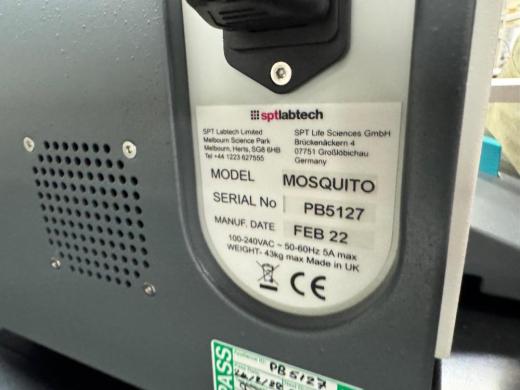 sptlabtech
SPT Labtech Limited
Melbourn Science Park
Melbourn, Herts, SG8 6HB
Tel +44 1223 627555
SPT Life Sciences GmbH
Brückenäckern 4
07751 Großlöbichau
Germany
MODEL MOSQUITO
SERIAL No PB5127
MANUF. DATE FEB 22
100-240VAC ~ 50-60Hz 5A max
WEIGHT- 43kg max Made in UK
CE
PASS
PB5127